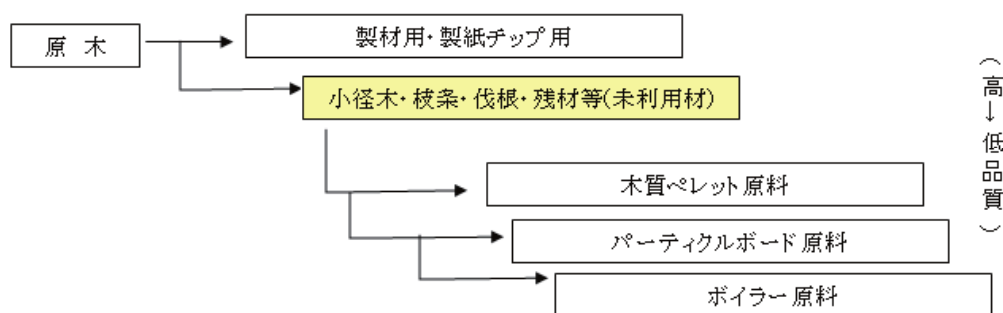 原 木
製材用・製紙チップ用
小径木・枝条・伐根・残材等(未利用材)
木質ペレット原料
パーティクルボード原料
ボイラー原料
（高↓低品質）